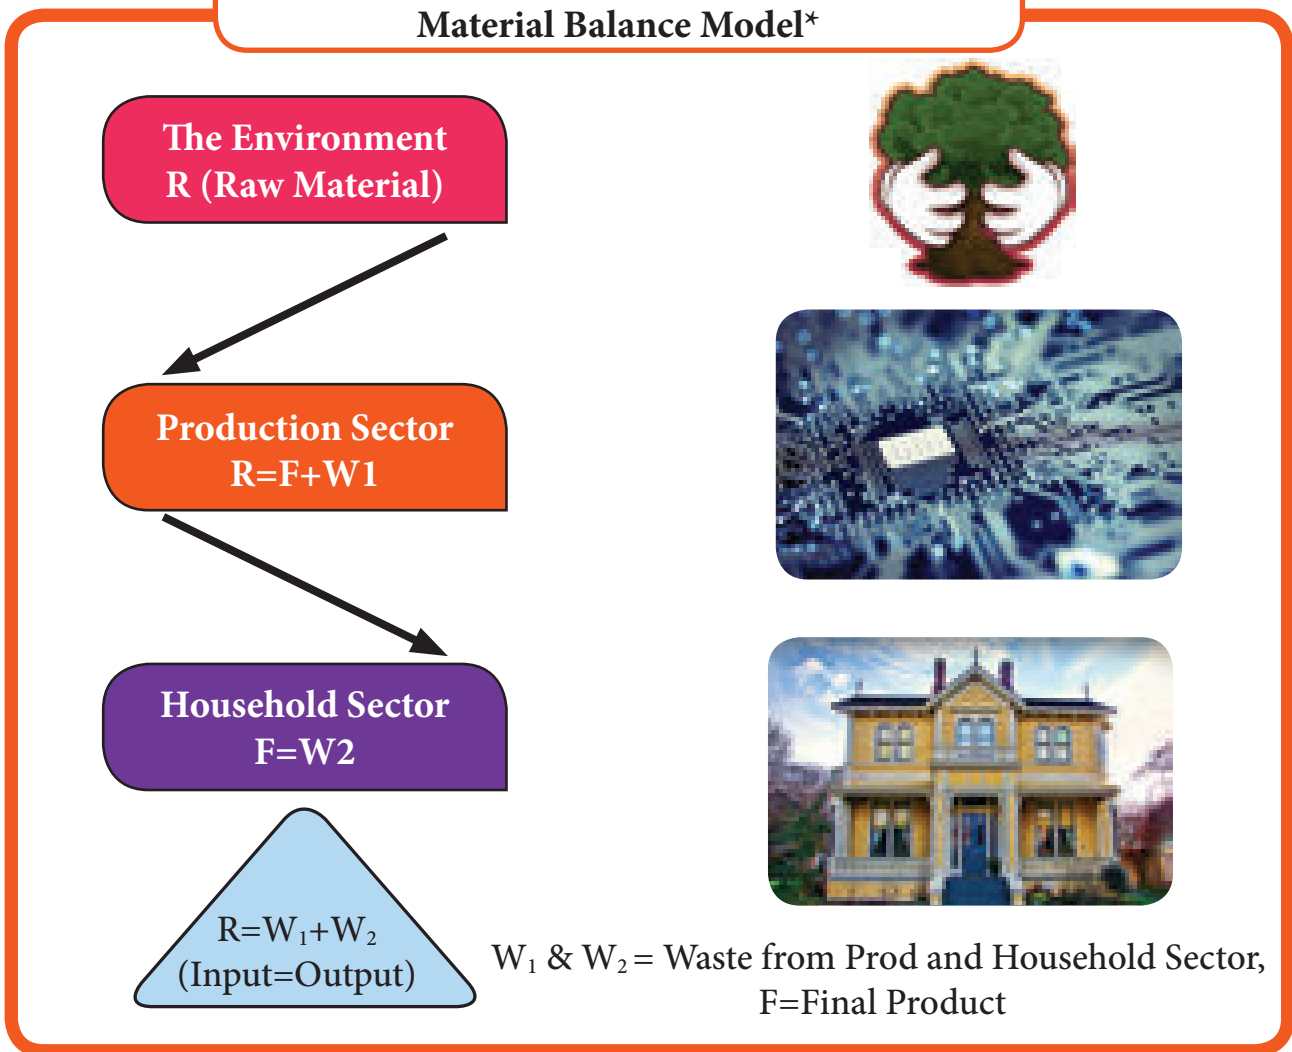 Material Balance Model*
The Environment
R (Raw Material)
Production Sector
R=F+W1
Household Sector
F=W2
R=W₁+W₂
(Input=Output)
W₁ & W₂ = Waste from Prod and Household Sector,
F=Final Product